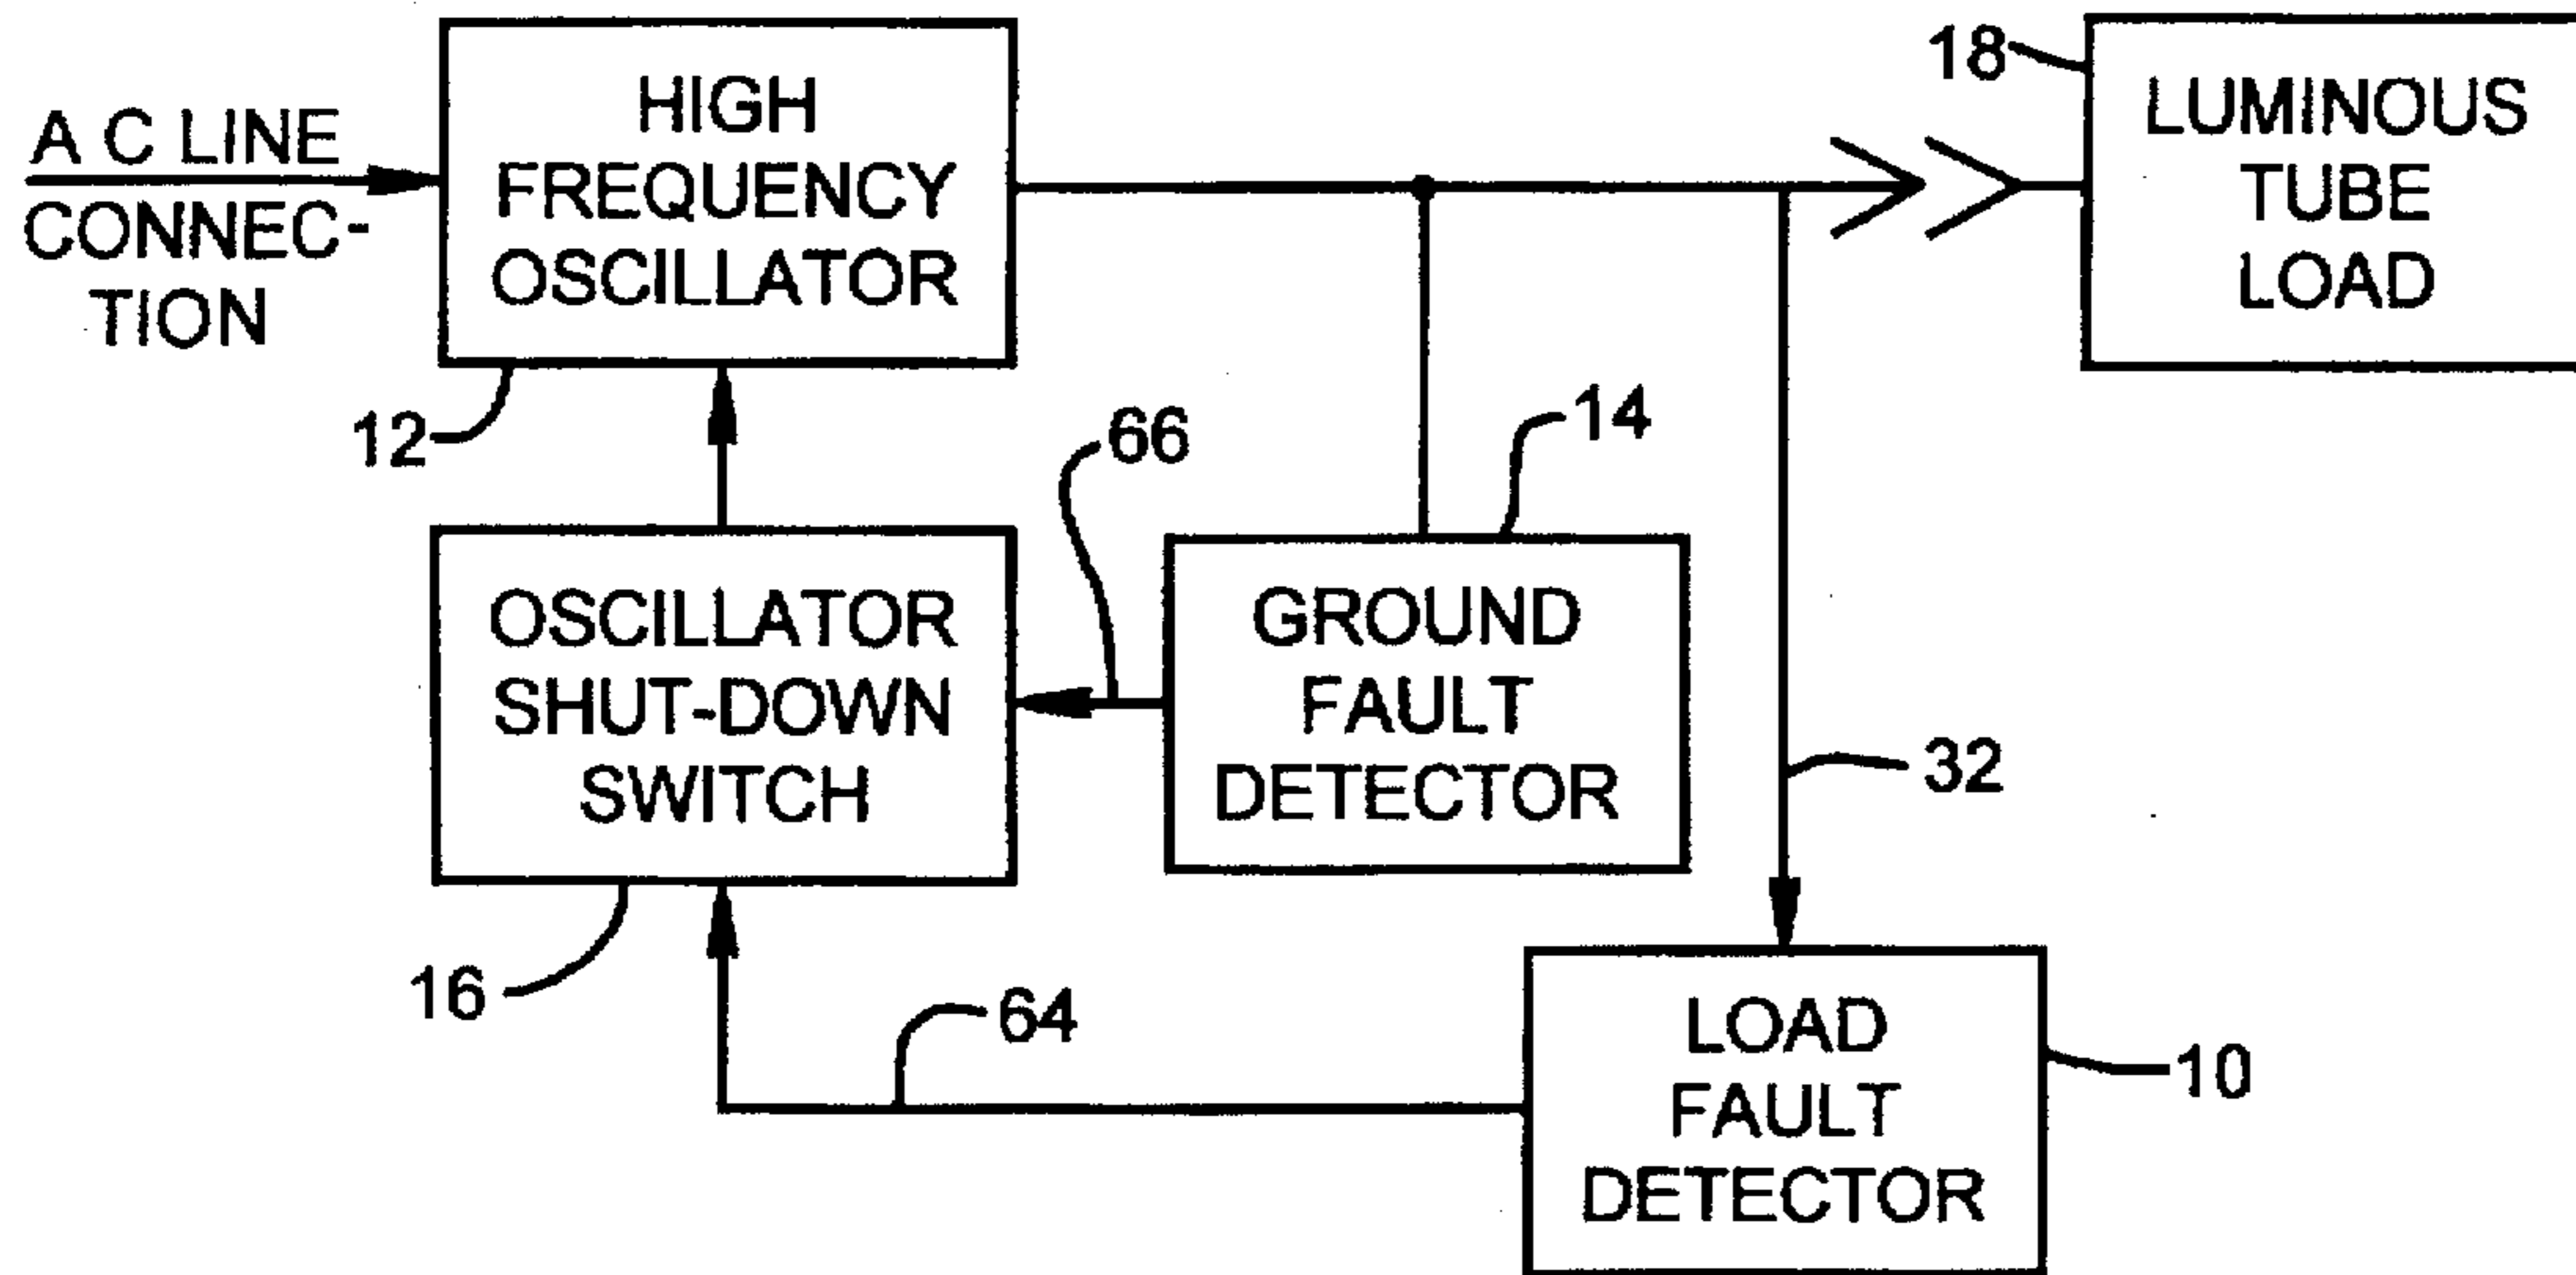 A C LINE
CONNEC-
TION
HIGH
FREQUENCY
OSCILLATOR
12
18
LUMINOUS
TUBE
LOAD
66
14
OSCILLATOR
SHUT-DOWN
SWITCH
16
GROUND
FAULT
DETECTOR
32
64
LOAD
FAULT
DETECTOR
10